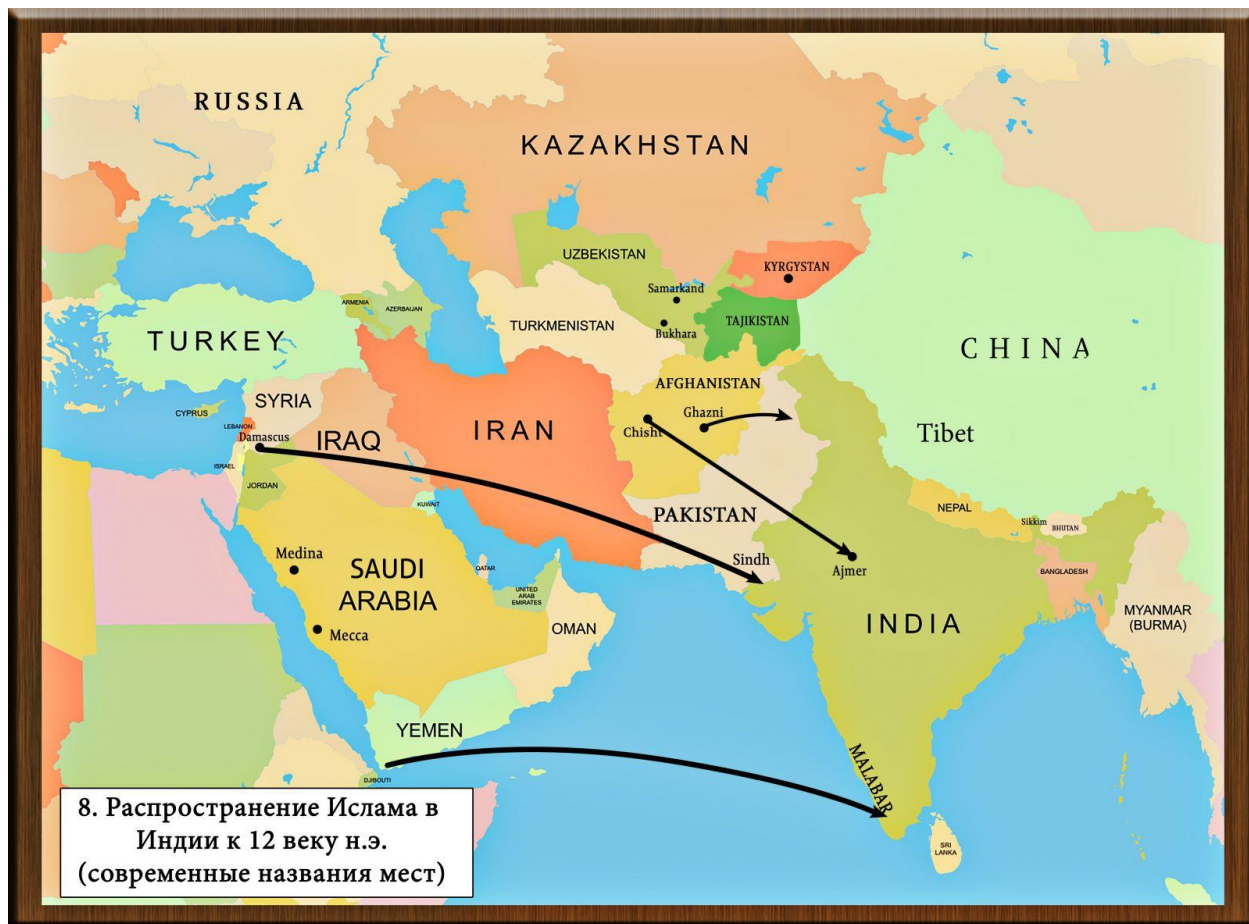 RUSSIA
KAZAKHSTAN
UZBEKISTAN
KYRGYSTAN
Samarkand
ARMENIA
AZERBAIJAN
TURKMENISTAN
Bukhara
TAJIKISTAN
TURKEY
CHINA
AFGHANISTAN
SYRIA
CYPRUS
Ghazni
LEBANON
Damascus
IRAQ
IRAN
Chisht
Tibet
ISRAEL
JORDAN
KUWAIT
PAKISTAN
NEPAL
Sikkim
BHUTAN
Medina
SAUDI
ARABIA
QATAR
Sindh
Ajmer
BANGLADESH
UNITED
ARAB
EMIRATES
Mecca
OMAN
INDIA
MYANMAR
(BURMA)
YEMEN
MALABAR
DJIBOUTI
SRI
LANKA
8. Распространение Ислама в
Индии к 12 веку н.э.
(современные названия мест)